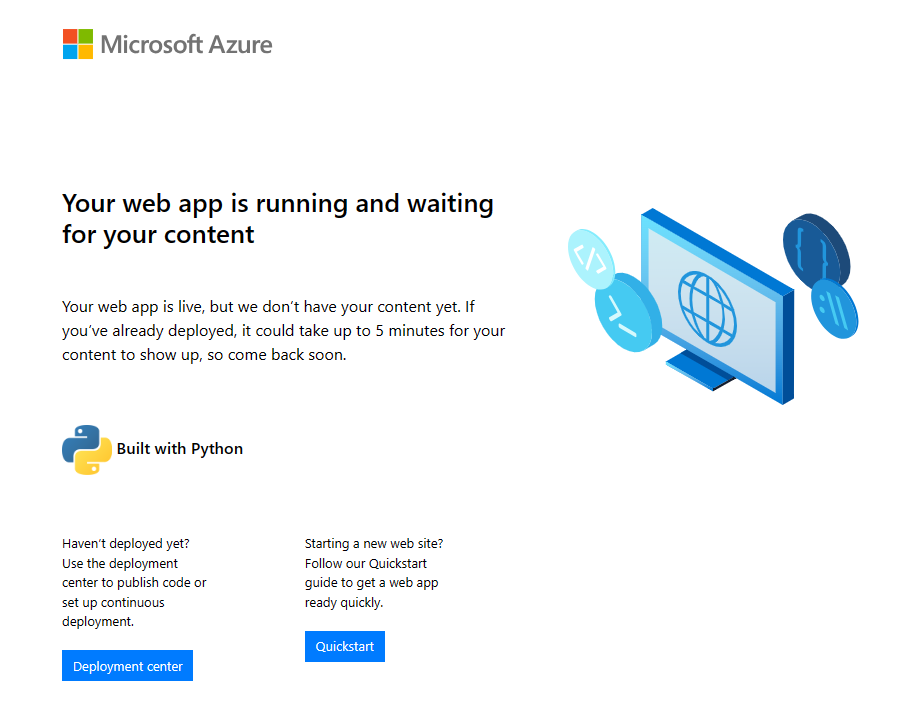 Microsoft Azure
Your web app is running and waiting
for your content
Your web app is live, but we don’t have your content yet. If
you’ve already deployed, it could take up to 5 minutes for your
content to show up, so come back soon.
Built with Python
Haven’t deployed yet?
Use the deployment
center to publish code or
set up continuous
deployment.
Deployment center
Starting a new web site?
Follow our Quickstart
guide to get a web app
ready quickly.
Quickstart